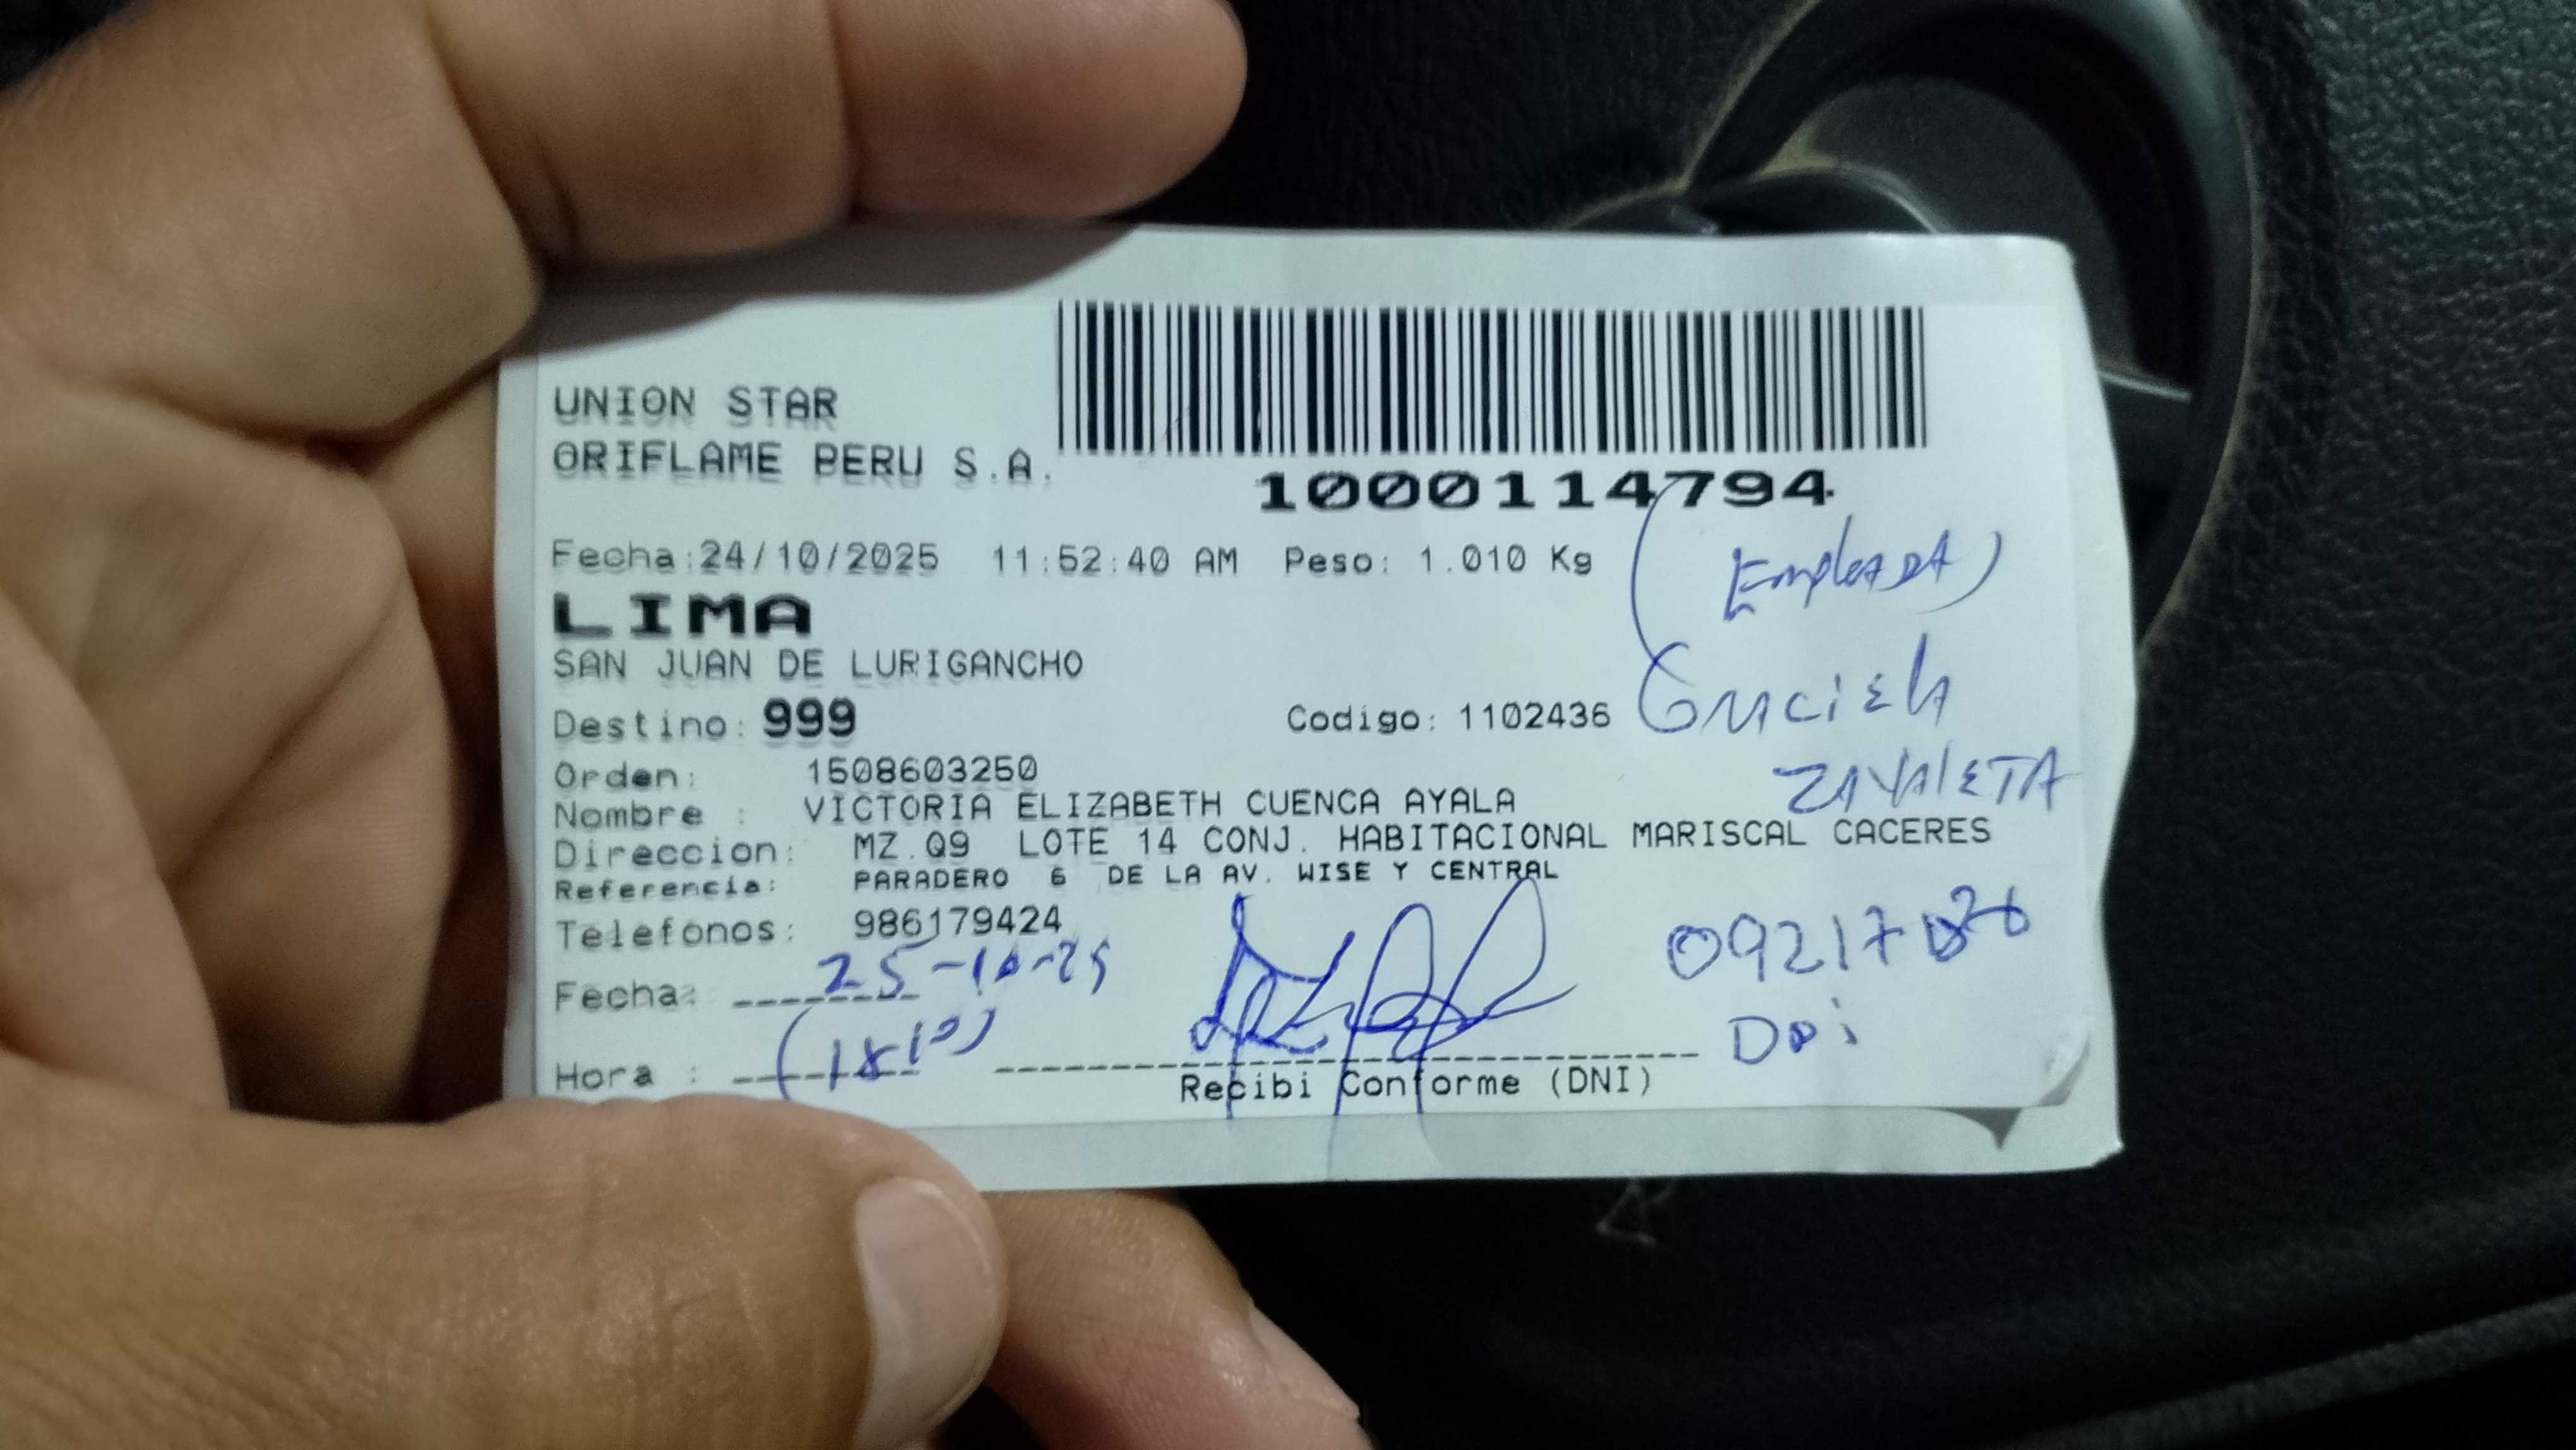 UNION STAR
ORIFLAME PERU S.A.
1000114794
Fecha:24/10/2025 11:52:40 AM Peso: 1.010 Kg
(Empleada)
LIMA
SAN JUAN DE LURIGANCHO
Destino: 999 Codigo: 1102436
Graciela
ZAVALETA
Orden: 1508603250
Nombre : VICTORIA ELIZABETH CUENCA AYALA
Direccion: MZ.Q9 LOTE 14 CONJ. HABITACIONAL MARISCAL CACERES
Referencia: PARADERO 6 DE LA AV. WISE Y CENTRAL
Telefonos: 986179424
Fecha: 25-10-25
Hora : (18:10)
Recibi Conforme (DNI)